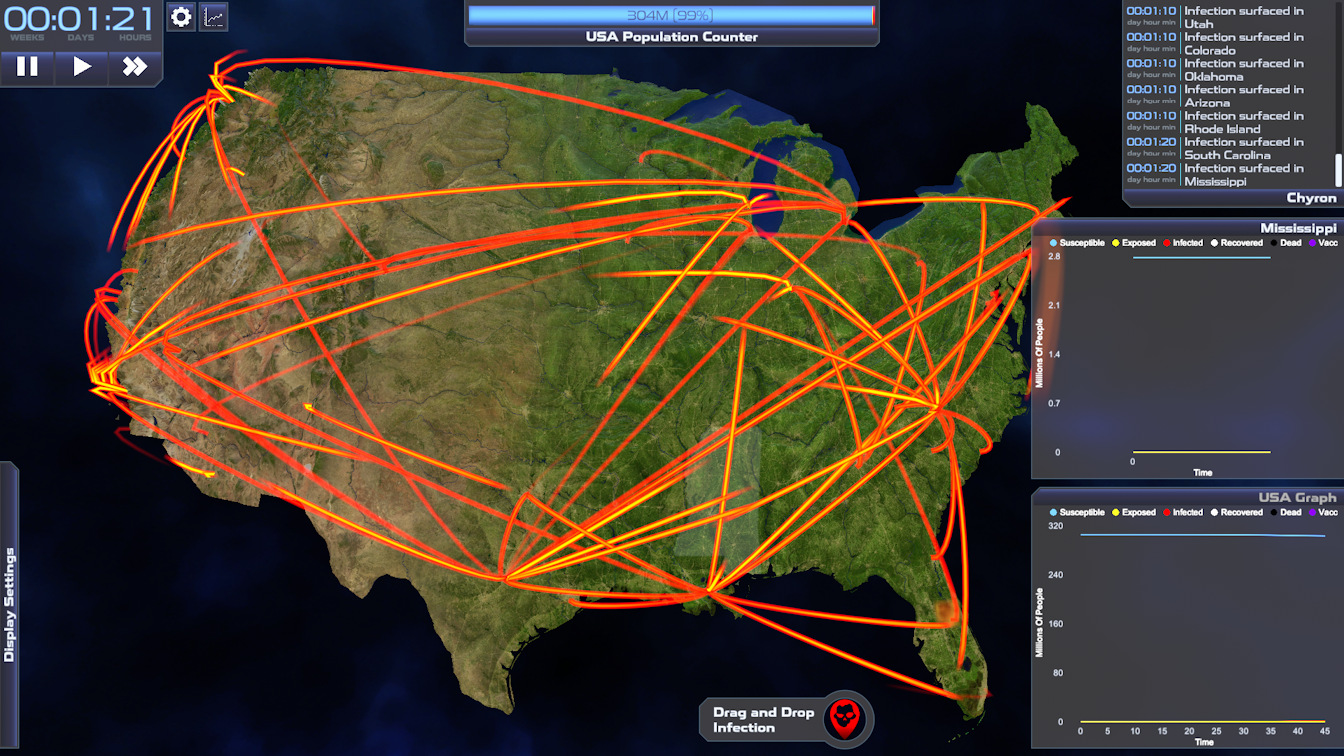 00:01:21
WEEKS DAYS HOURS
304M (99%)
USA Population Counter
00:01:10 Infection surfaced in
day hour min Utah
00:01:10 Infection surfaced in
day hour min Colorado
00:01:10 Infection surfaced in
day hour min Oklahoma
00:01:10 Infection surfaced in
day hour min Arizona
00:01:10 Infection surfaced in
day hour min Rhode Island
00:01:20 Infection surfaced in
day hour min South Carolina
00:01:20 Infection surfaced in
day hour min Mississippi
Chyron
Mississippi
Susceptible Exposed Infected Recovered Dead Vacc
2.8
2.1
1.4
0.7
0
Millions Of People
0
Time
USA Graph
Susceptible Exposed Infected Recovered Dead Vacc
320
240
160
80
0
Millions Of People
0 5 10 15 20 25 30 35 40 45
Time
Display Settings
Drag and Drop
Infection